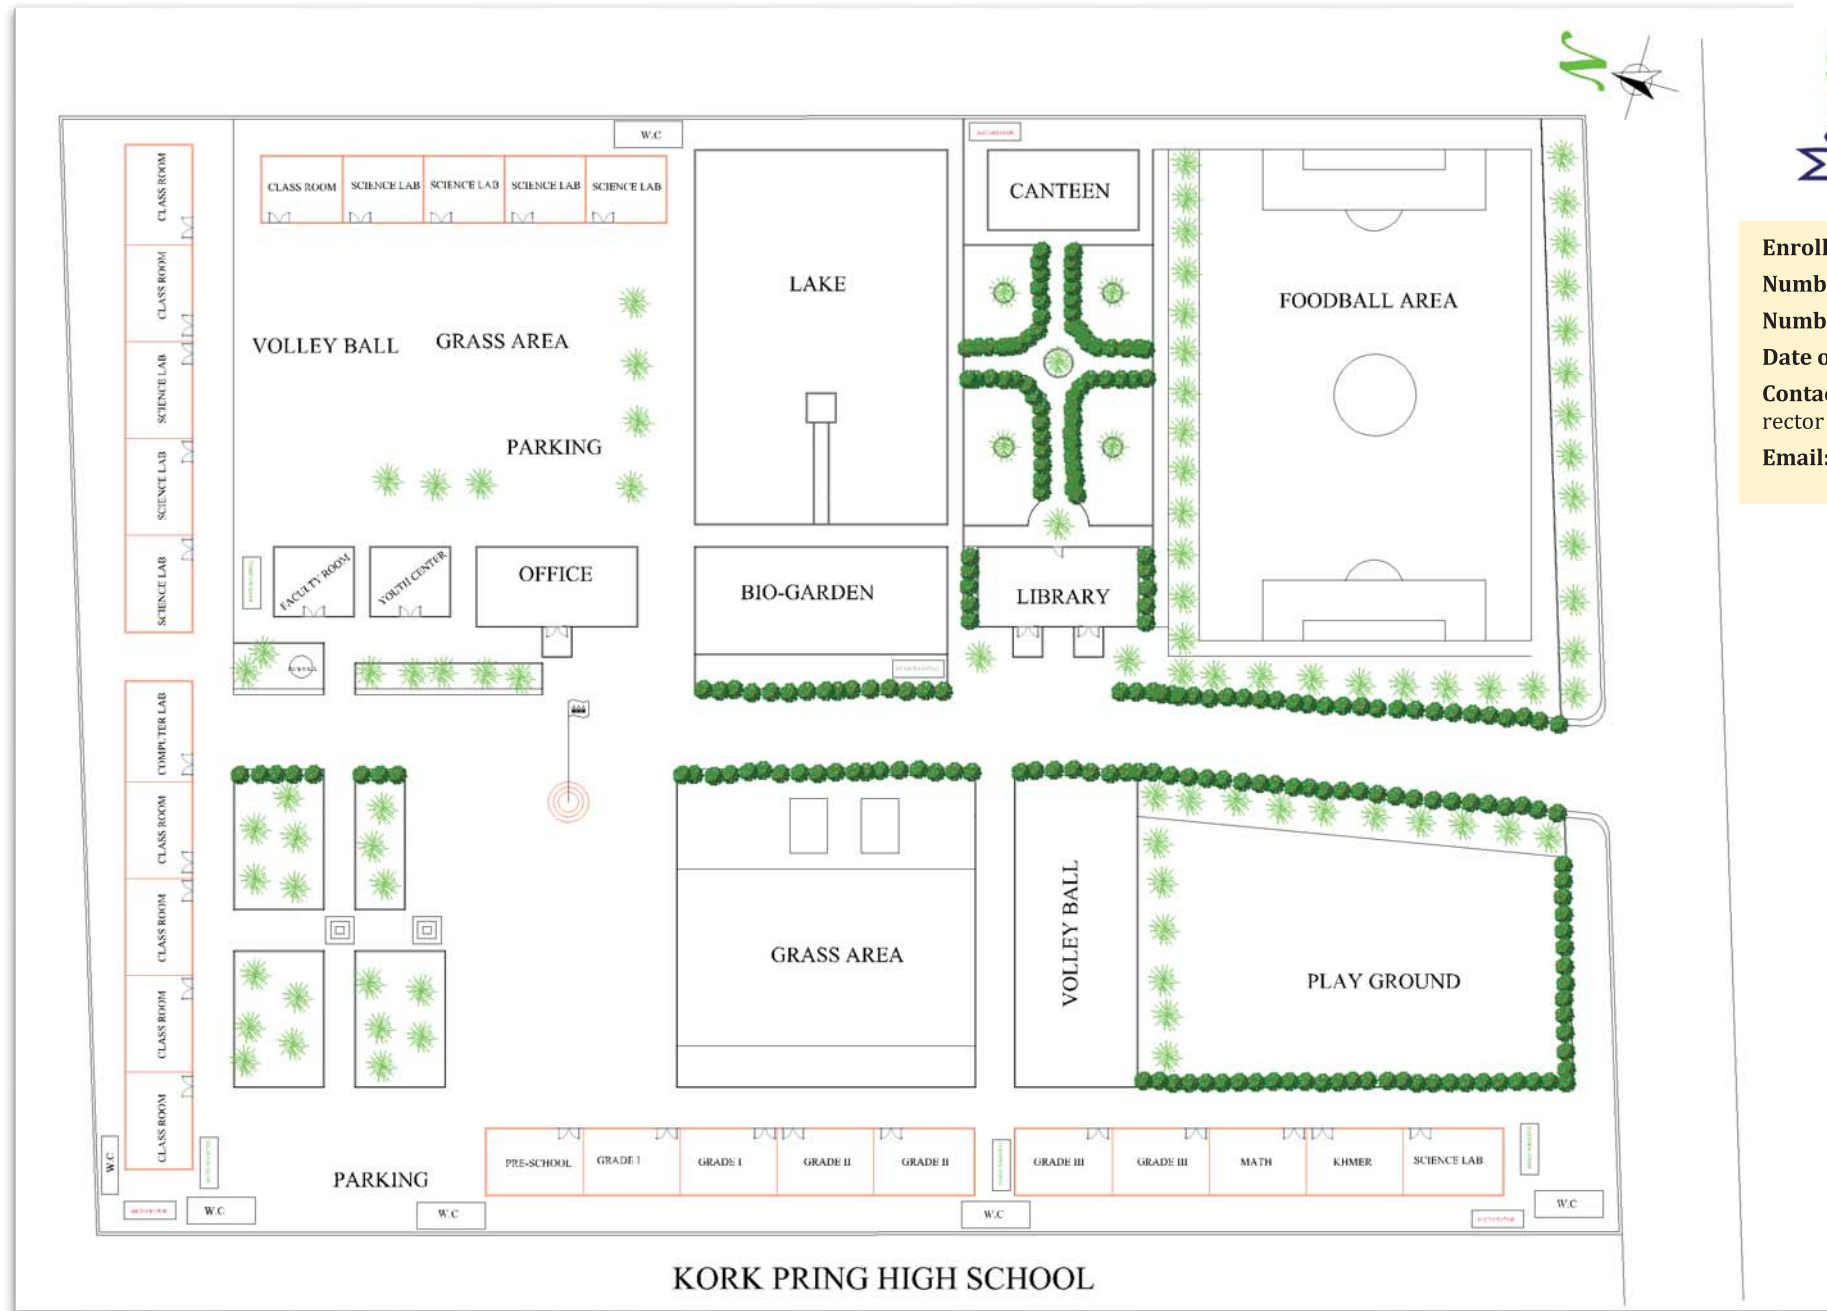 N
W.C
CANTEEN
CLASS ROOM
SCIENCE LAB
SCIENCE LAB
SCIENCE LAB
SCIENCE LAB
CLASS ROOM
CLASS ROOM
SCIENCE LAB
SCIENCE LAB
SCIENCE LAB
LAKE
FOODBALL AREA
VOLLEY BALL
GRASS AREA
PARKING
FACULTY ROOM
YOUTH CENTER
OFFICE
BIO-GARDEN
LIBRARY
COMPUTER LAB
CLASS ROOM
CLASS ROOM
CLASS ROOM
CLASS ROOM
GRASS AREA
VOLLEY BALL
PLAY GROUND
PRE-SCHOOL
GRADE I
GRADE I
GRADE II
GRADE II
GRADE III
GRADE III
MATH
KHMER
SCIENCE LAB
W.C
PARKING
W.C
W.C
W.C
W.C
KORK PRING HIGH SCHOOL
Enroll
Numb
Numb
Date o
Contac
rector
Email: